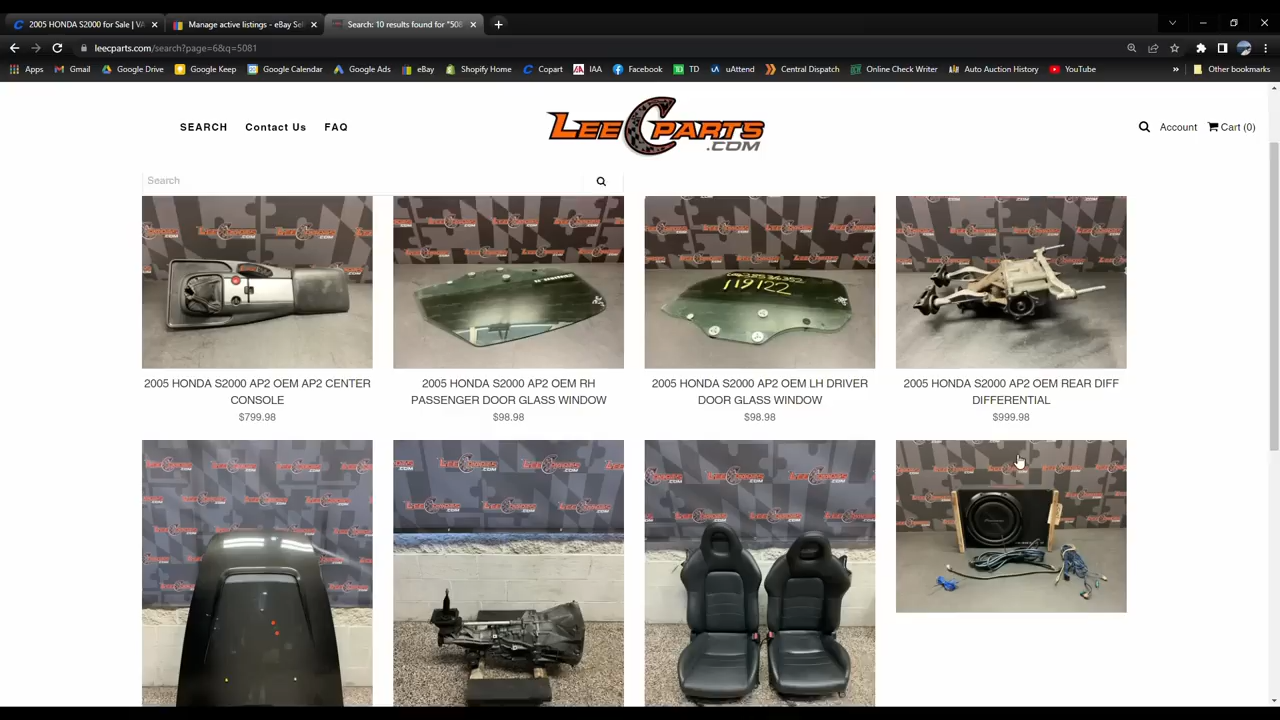 2005 HONDA S2000 for Sale | VA
Manage active listings - eBay Sel
Search: 10 results found for "508
leecparts.com/search?page=6&q=5081
Apps Gmail Google Drive Google Keep Google Calendar Google Ads eBay Shopify Home Copart IAA Facebook TD uAttend Central Dispatch Online Check Writer Auto Auction History YouTube » Other bookmarks
SEARCH Contact Us FAQ
LEE C PARTS
.COM
Account Cart (0)
Search
119122
2005 HONDA S2000 AP2 OEM AP2 CENTER
CONSOLE
$799.98
2005 HONDA S2000 AP2 OEM RH
PASSENGER DOOR GLASS WINDOW
$98.98
2005 HONDA S2000 AP2 OEM LH DRIVER
DOOR GLASS WINDOW
$98.98
2005 HONDA S2000 AP2 OEM REAR DIFF
DIFFERENTIAL
$999.98